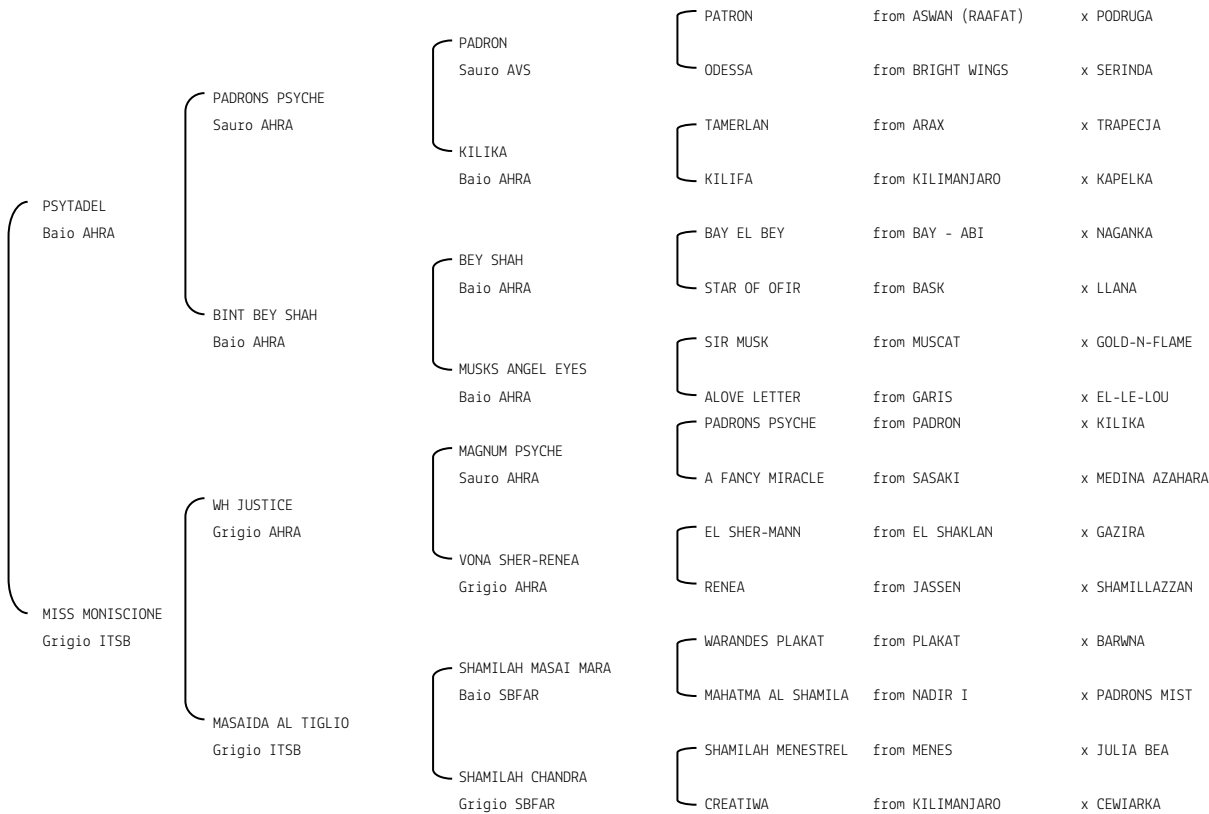 PATRON from ASWAN (RAAFAT) x PODRUGA
PADRON
Sauro AVS
ODESSA from BRIGHT WINGS x SERINDA
PADRONS PSYCHE
Sauro AHRA
TAMERLAN from ARAX x TRAPECJA
KILIKA
Baio AHRA
KILIFA from KILIMANJARO x KAPELKA
PSYTADEL
Baio AHRA
BAY EL BEY from BAY - ABI x NAGANKA
BEY SHAH
Baio AHRA
STAR OF OFIR from BASK x LLANA
BINT BEY SHAH
Baio AHRA
SIR MUSK from MUSCAT x GOLD-N-FLAME
MUSKS ANGEL EYES
Baio AHRA
ALOVE LETTER from GARIS x EL-LE-LOU
PADRONS PSYCHE from PADRON x KILIKA
MAGNUM PSYCHE
Sauro AHRA
A FANCY MIRACLE from SASAKI x MEDINA AZAHARA
WH JUSTICE
Grigio AHRA
EL SHER-MANN from EL SHAKLAN x GAZIRA
VONA SHER-RENEA
Grigio AHRA
RENEA from JASSEN x SHAMILLAZZAN
MISS MONISCIONE
Grigio ITSB
WARANDES PLAKAT from PLAKAT x BARWNA
SHAMILAH MASAI MARA
Baio SBFAR
MAHATMA AL SHAMILA from NADIR I x PADRONS MIST
MASAIDA AL TIGLIO
Grigio ITSB
SHAMILAH MENESTREL from MENES x JULIA BEA
SHAMILAH CHANDRA
Grigio SBFAR
CREATIWA from KILIMANJARO x CEWIARKA